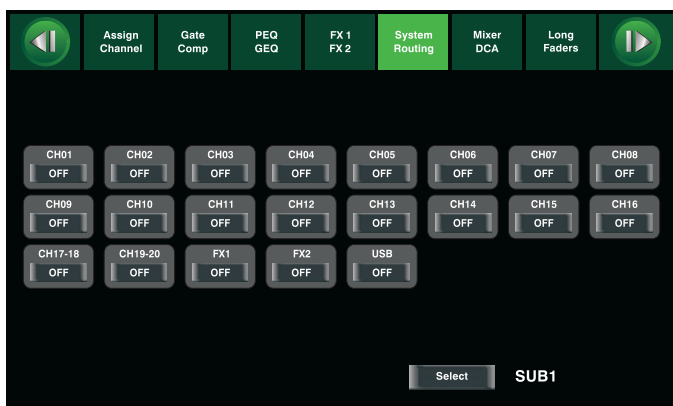 Assign Channel
Gate Comp
PEQ GEQ
FX 1 FX 2
System Routing
Mixer DCA
Long Faders
CH01 CH02 CH03 CH04 CH05 CH06 CH07 CH08
OFF OFF OFF OFF OFF OFF OFF OFF
CH09 CH10 CH11 CH12 CH13 CH14 CH15 CH16
OFF OFF OFF OFF OFF OFF OFF OFF
CH17-18 CH19-20 FX1 FX2 USB
OFF OFF OFF OFF OFF
Select SUB1